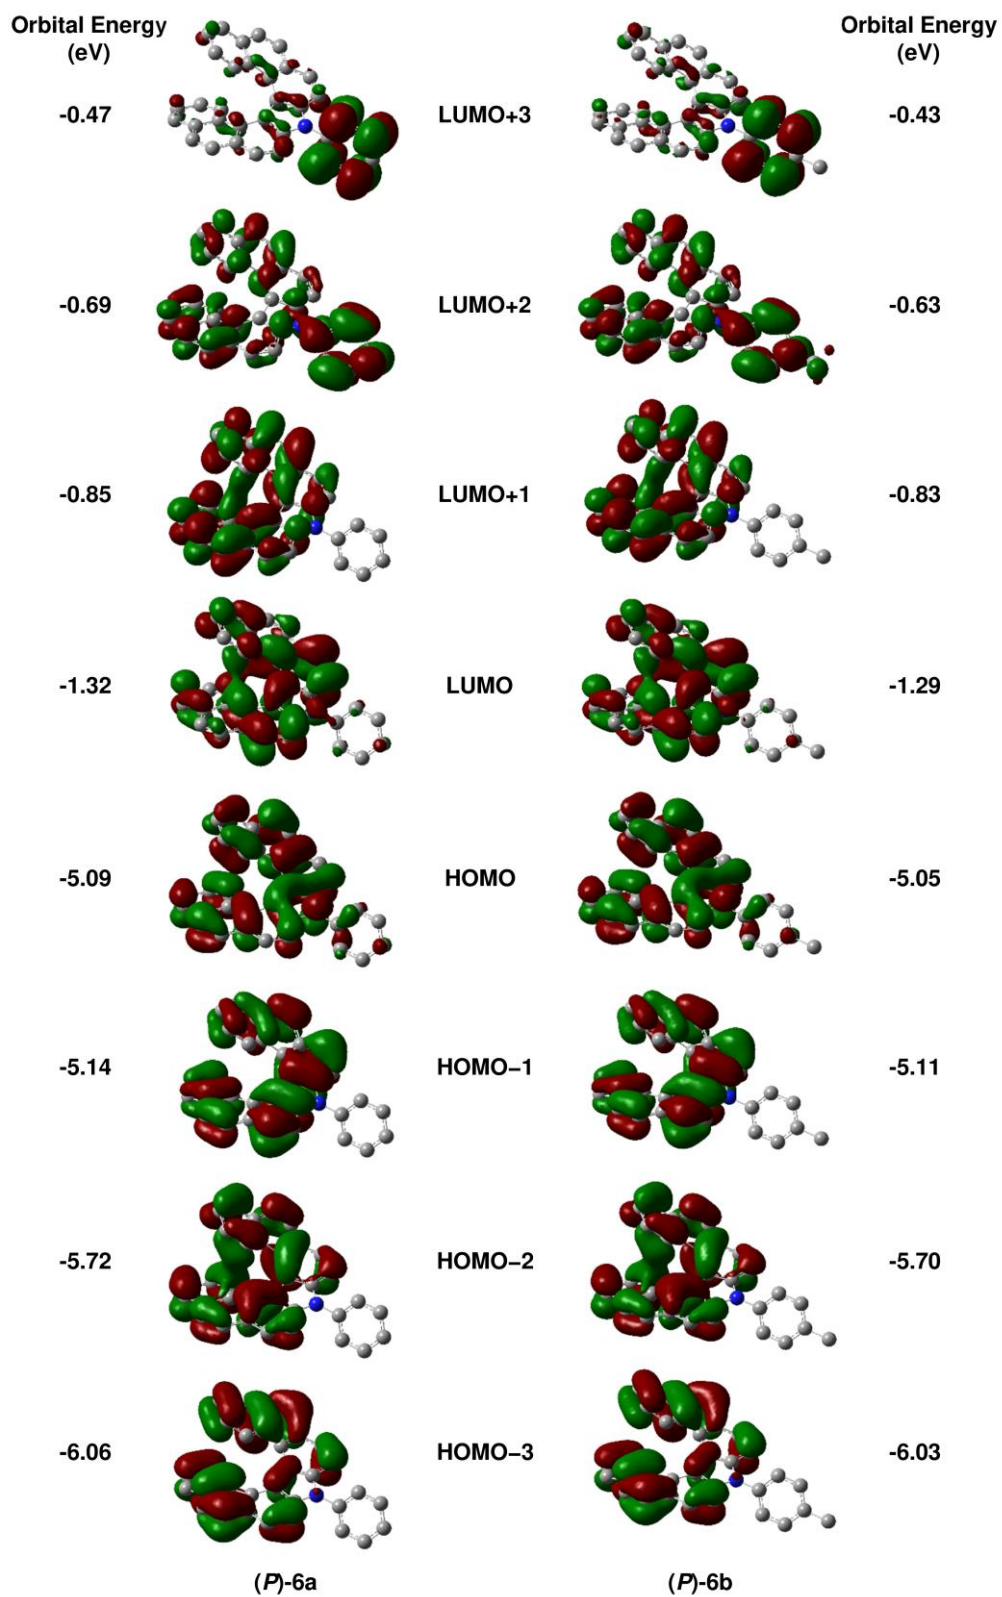 Orbital Energy Orbital Energy
(eV) (eV)
-0.47 LUMO+3 -0.43
-0.69 LUMO+2 -0.63
-0.85 LUMO+1 -0.83
-1.32 LUMO -1.29
-5.09 HOMO -5.05
-5.14 HOMO−1 -5.11
-5.72 HOMO−2 -5.70
-6.06 HOMO−3 -6.03
(P)-6a (P)-6b